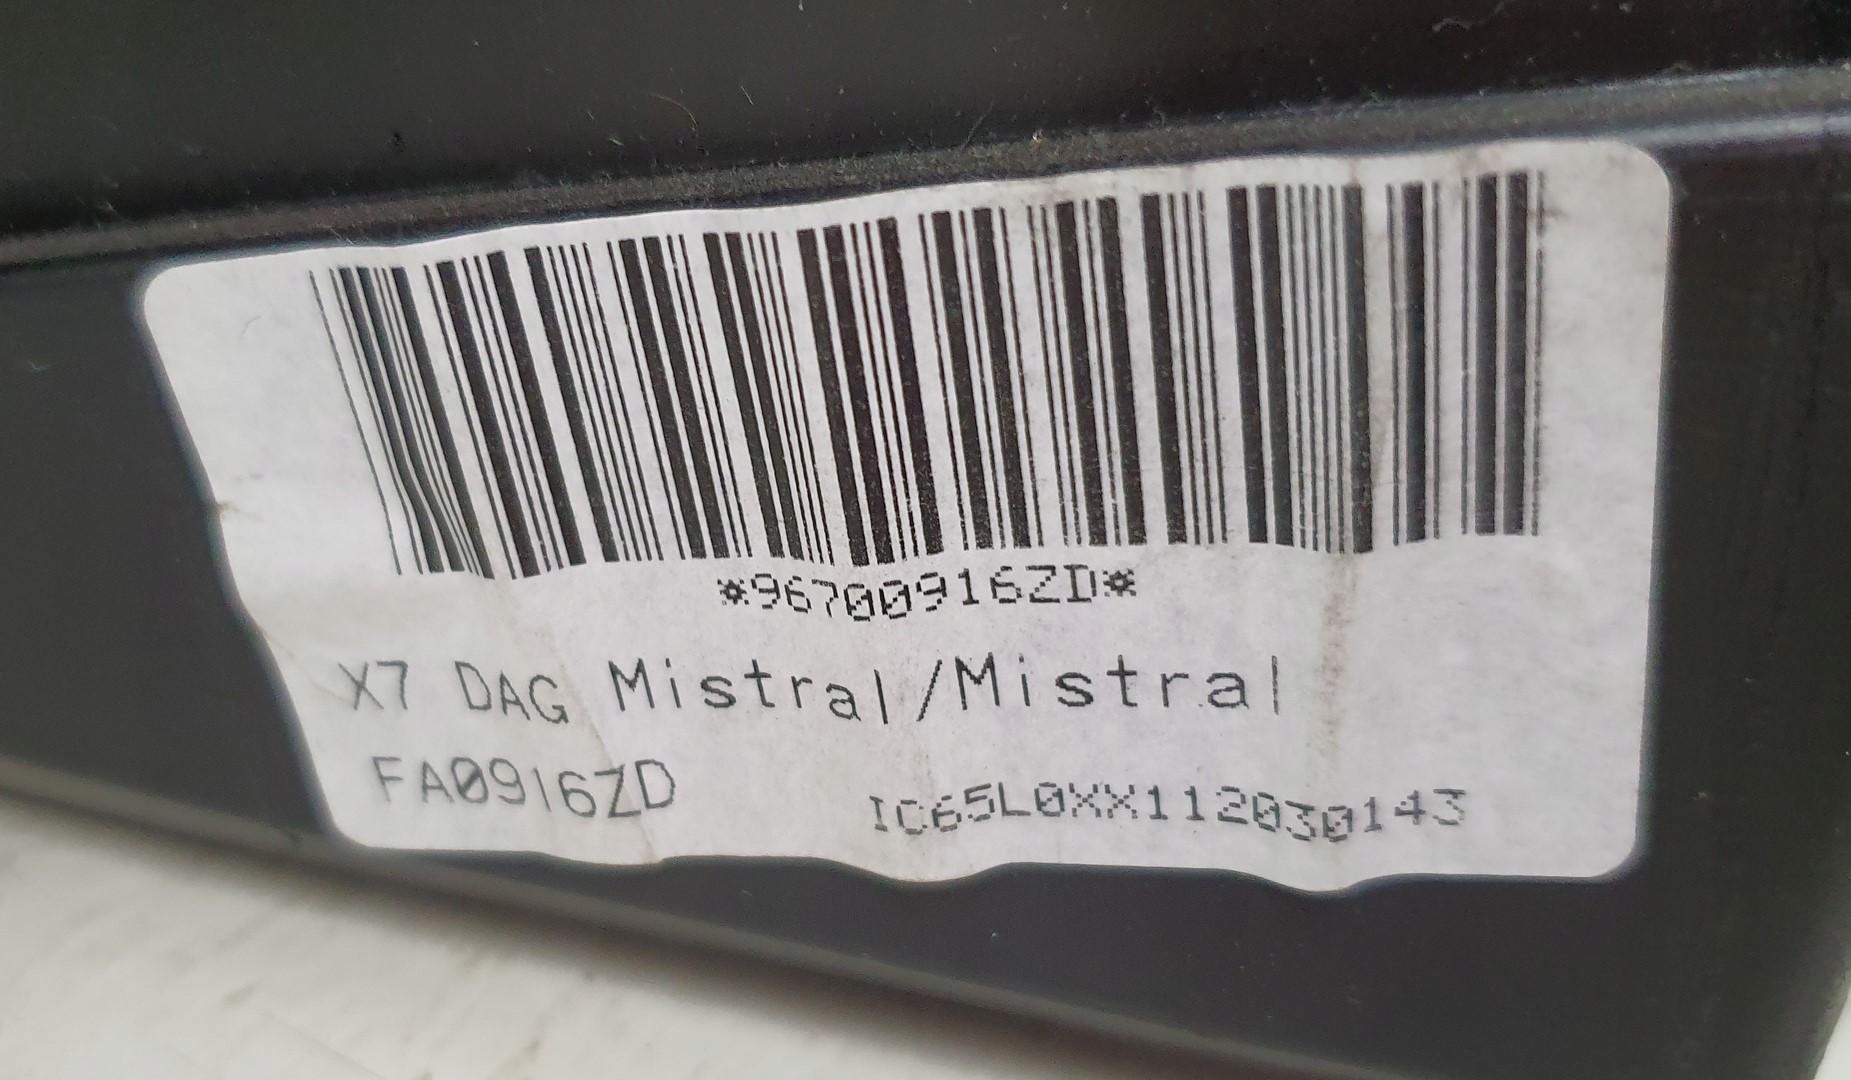 *96700916ZD*
X7 DAG Mistral/Mistral
FA0916ZD IC65L0XX112030143